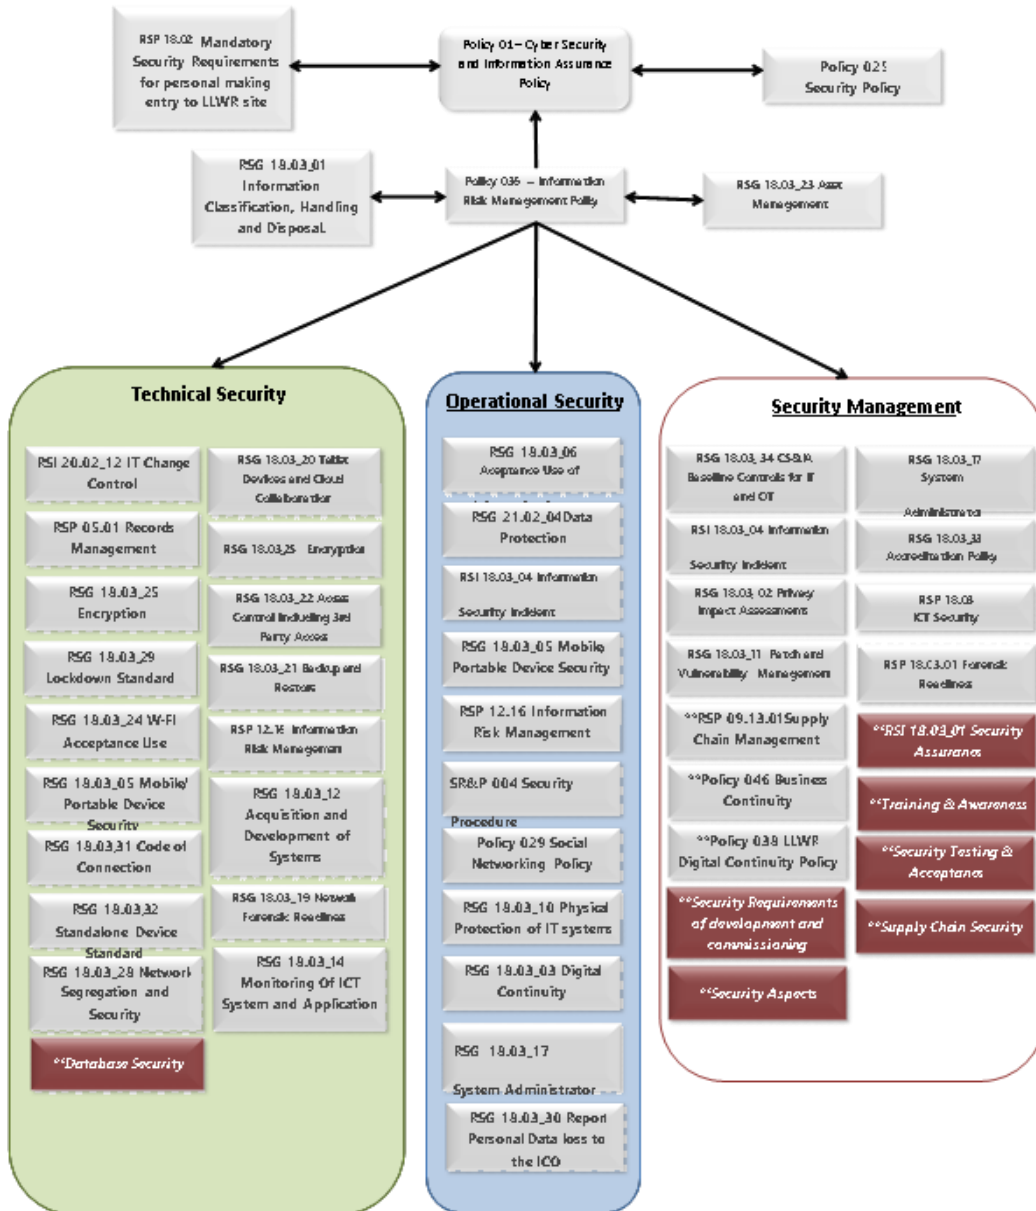 RSP 18.02 Mandatory
Security Requirements
for personal making
entry to LLWR site
Policy 01– Cyber Security
and Information Assurance
Policy
Policy 025
Security Policy
RSG 18.03_01
Information
Classification, Handling
and Disposal.
Policy 036 – Information
Risk Management Policy
RSG 18.03_23 Asset
Management
Technical Security
RSI 20.02_12 IT Change
Control
RSP 05.01 Records
Management
RSG 18.03_25
Encryption
RSG 18.03_29
Lockdown Standard
RSG 18.03_24 W-FI
Acceptance Use
RSG 18.03_05 Mobile/
Portable Device
Security
RSG 18.03_31 Code of
Connection
RSG 18.03_32
Standalone Device
Standard
RSG 18.03_28 Network
Segregation and
Security
**Database Security
RSG 18.03_20 Tablet
Devices and Cloud
Collaboration
RSG 18.03_25 Encryption
RSG 18.03_22 Access
Control Including 3rd
Party Access
RSG 18.03_21 Backup and
Restore
RSP 12.16 Information
Risk Management
RSG 18.03_12
Acquisition and
Development of
Systems
RSG 18.03_19 Network
Forensic Readiness
RSG 18.03_14
Monitoring Of ICT
System and Application
Operational Security
RSG 18.03_06
Aceptance Use of
RSG 21.02_04Data
Protection
RSI 18.03_04 Information
Security Incident
RSG 18.03_05 Mobile/
Portable Device Security
RSP 12.16 Information
Risk Management
SR&P 004 Security
Procedure
Policy 029 Social
Networking Policy
RSG 18.03_10 Physical
Protection of IT systems
RSG 18.03_03 Digital
Continuity
RSG 18.03_17
System Administrator
RSG 18.03_30 Report
Personal Data loss to
the ICO
Security Management
RSG 18.03_34 CS&IA
Baseline Controls for IT
and OT
RSI 18.03_04 Information
Security Incident
RSG 18.03_02 Privacy
Impact Assessments
RSG 18.03_11 Patch and
Vulnerability Management
**RSP 09.13.01Supply
Chain Management
**Policy 046 Business
Continuity
**Policy 038 LLWR
Digital Continuity Policy
**Security Requirements
of development and
commissioning
**Security Aspects
RSG 18.03_17
System
Administrator
RSG 18.03_33
Accreditation Policy
RSP 18.03
ICT Security
RSP 18.03.01 Forensic
Readiness
**RSI 18.03_01 Security
Assurance
**Training & Awareness
**Security Testing &
Acceptance
**Supply Chain Security